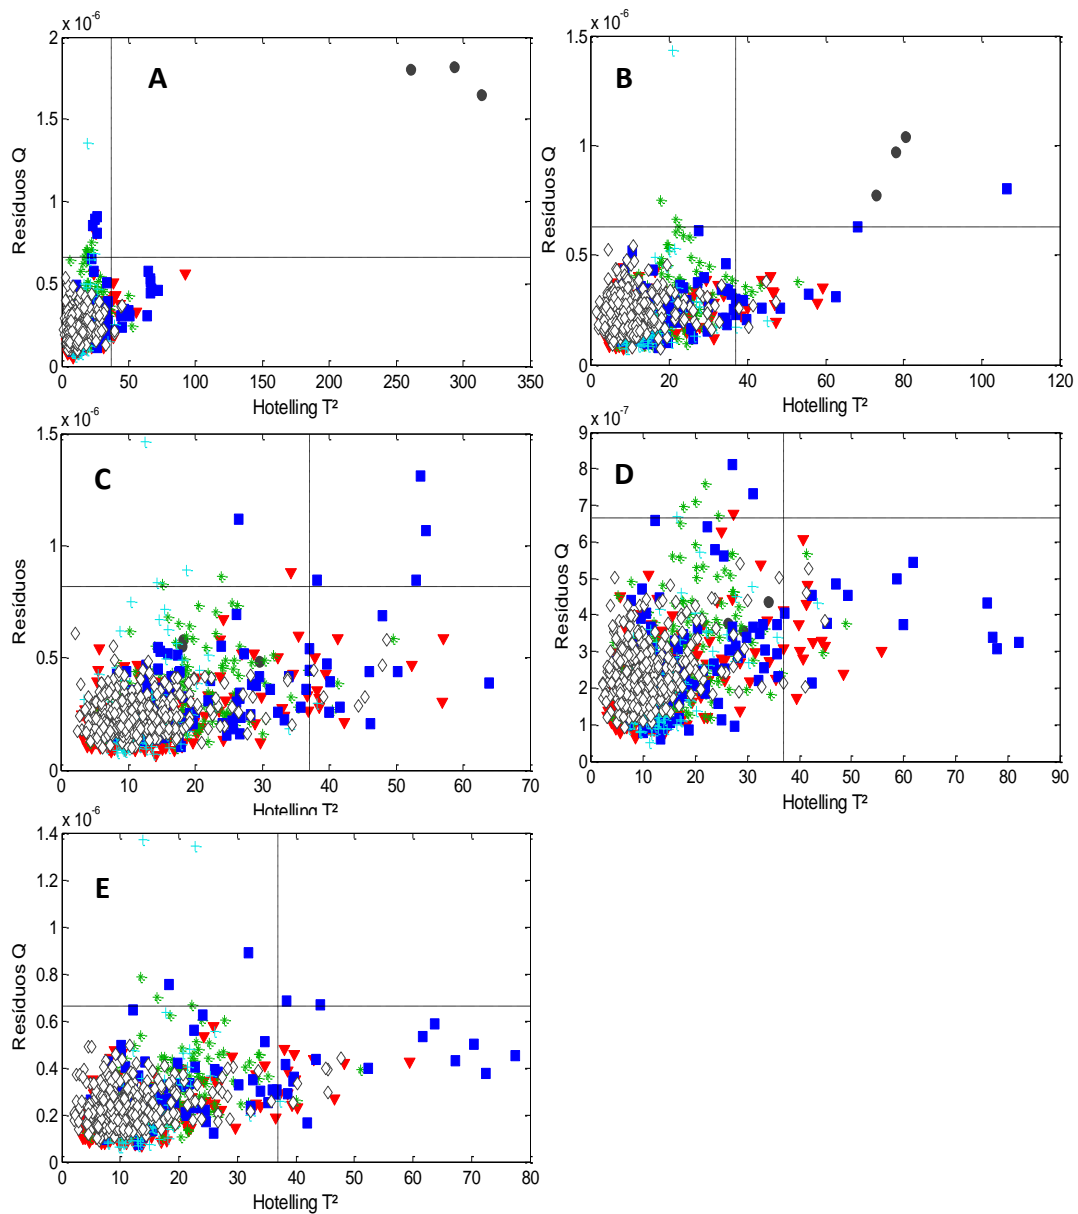 x 10⁻⁶
2
1.5
1
0.5
0
Resíduos Q
A
0 50 100 150 200 250 300 350
Hotelling T²
x 10⁻⁶
1.5
1
0.5
0
Resíduos Q
B
0 20 40 60 80 100 120
Hotelling T²
x 10⁻⁶
1.5
1
0.5
0
Resíduos
C
0 10 20 30 40 50 60 70
Hotelling T²
x 10⁻⁷
9
8
7
6
5
4
3
2
1
0
Resíduos Q
D
0 10 20 30 40 50 60 70 80 90
Hotelling T²
x 10⁻⁶
1.4
1.2
1
0.8
0.6
0.4
0.2
0
Resíduos Q
E
0 10 20 30 40 50 60 70 80
Hotelling T²